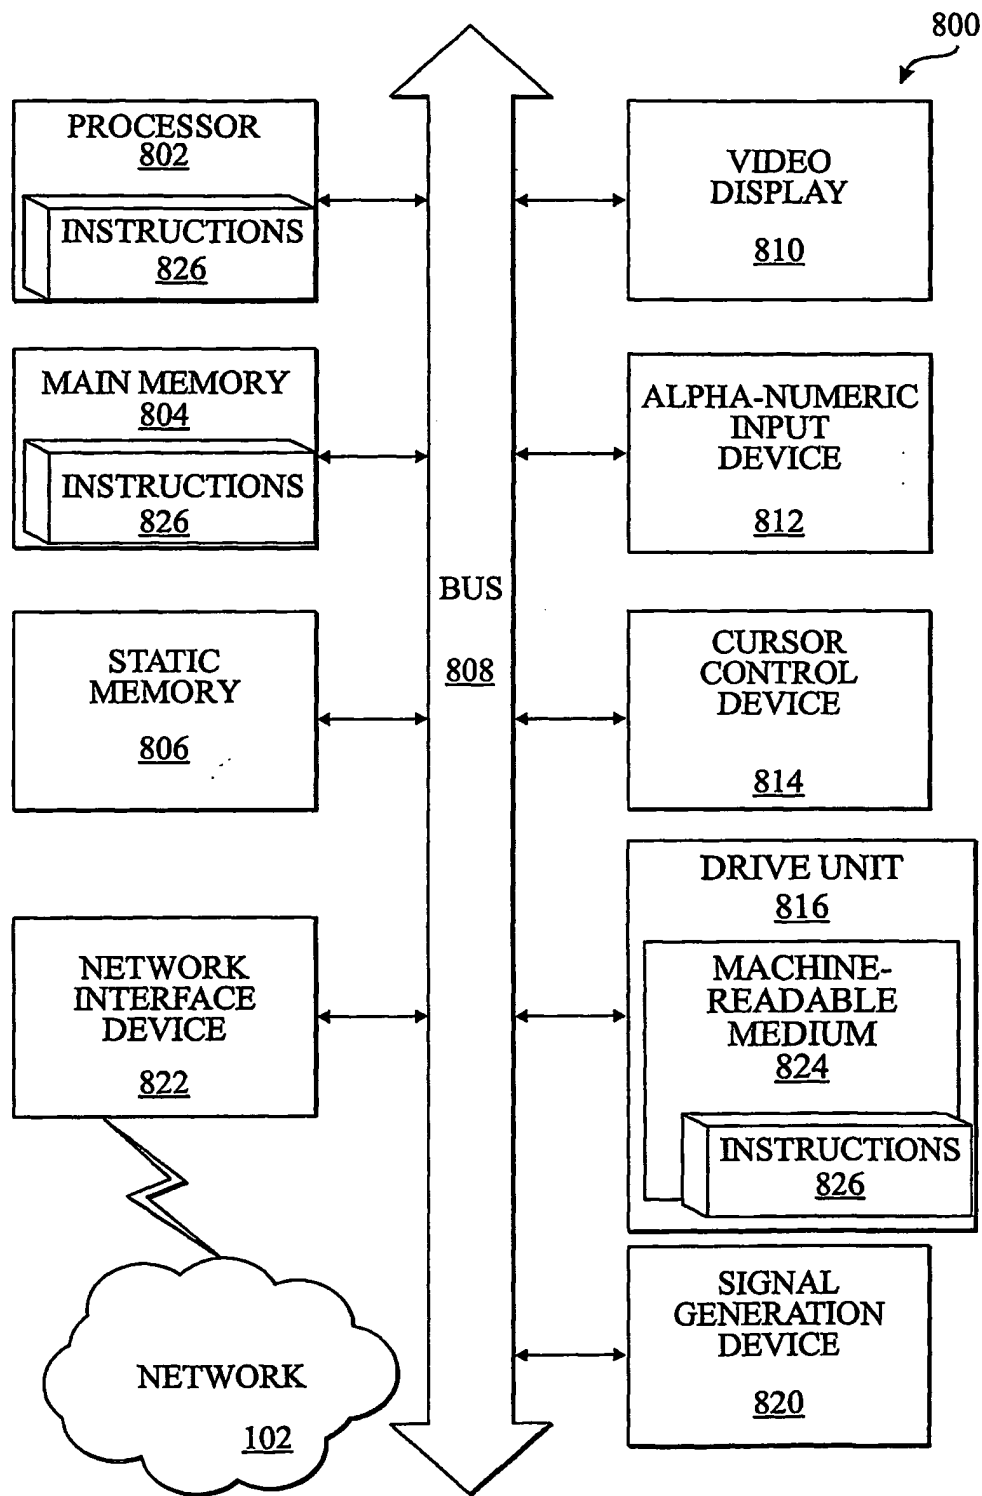 800
PROCESSOR
802
INSTRUCTIONS
826
MAIN MEMORY
804
INSTRUCTIONS
826
STATIC
MEMORY
806
NETWORK
INTERFACE
DEVICE
822
NETWORK
102
BUS
808
VIDEO
DISPLAY
810
ALPHA-NUMERIC
INPUT
DEVICE
812
CURSOR
CONTROL
DEVICE
814
DRIVE UNIT
816
MACHINE-
READABLE
MEDIUM
824
INSTRUCTIONS
826
SIGNAL
GENERATION
DEVICE
820